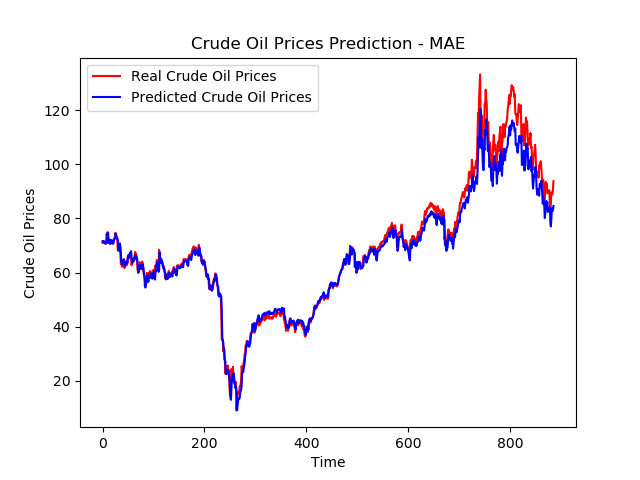 Crude Oil Prices Prediction - MAE
Real Crude Oil Prices
Predicted Crude Oil Prices
120
100
80
60
40
20
Crude Oil Prices
0 200 400 600 800
Time